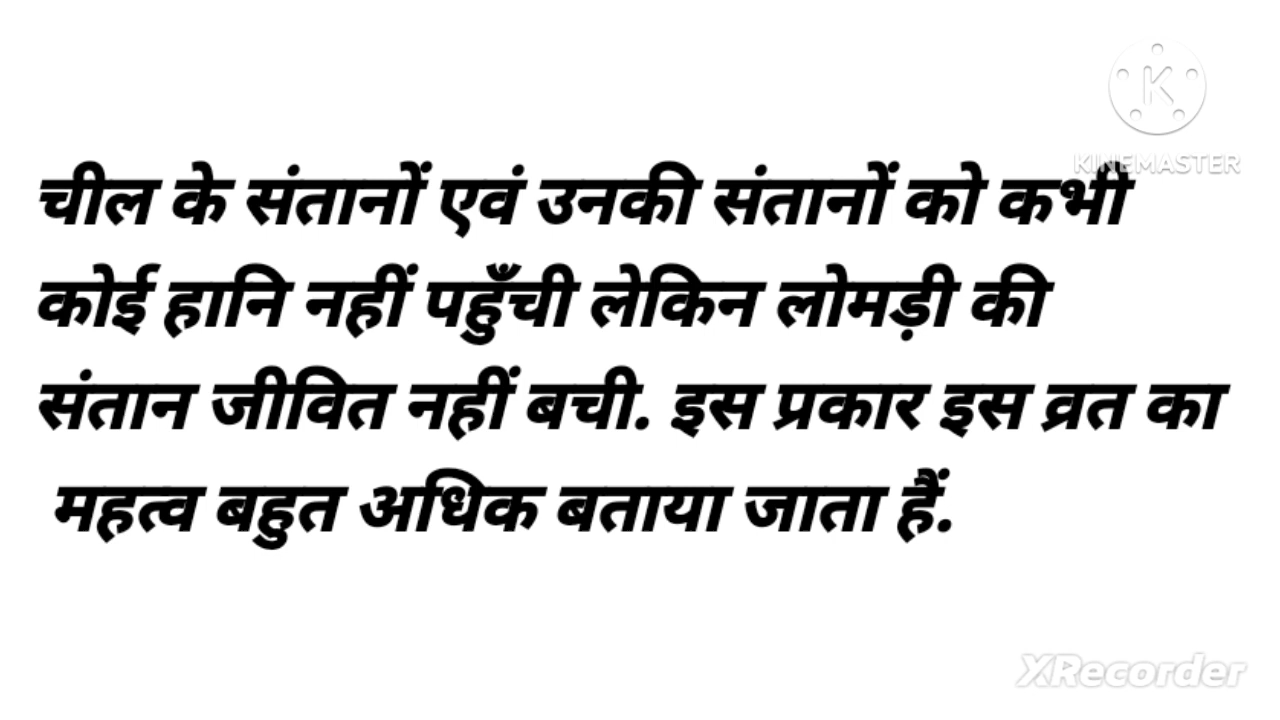 KINEMASTER
चील के संतानों एवं उनकी संतानों को कभी
कोई हानि नहीं पहुँची लेकिन लोमड़ी की
संतान जीवित नहीं बची. इस प्रकार इस व्रत का
महत्व बहुत अधिक बताया जाता हैं.
XRecorder